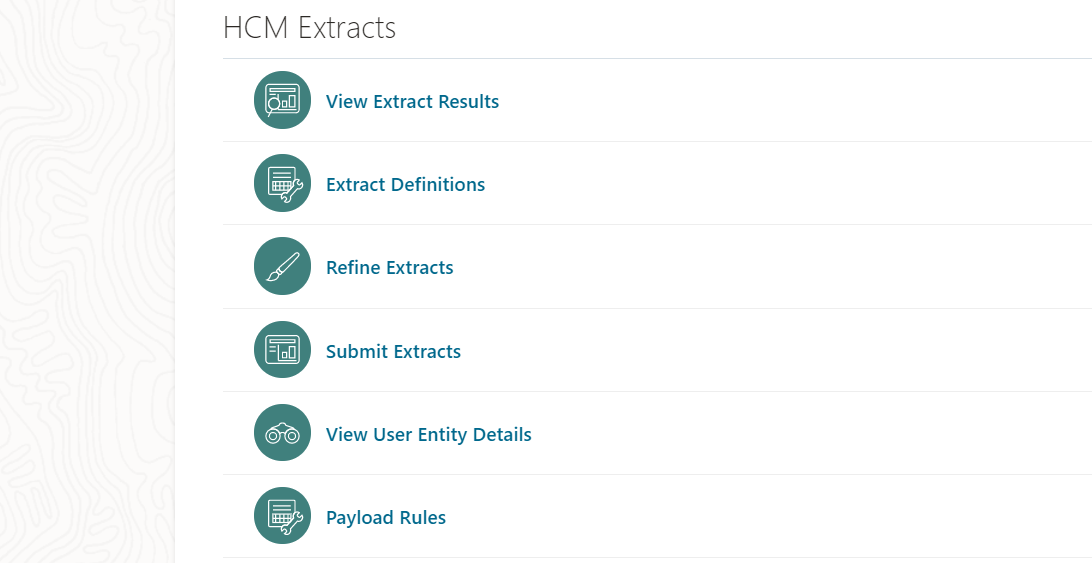 HCM Extracts
View Extract Results
Extract Definitions
Refine Extracts
Submit Extracts
View User Entity Details
Payload Rules